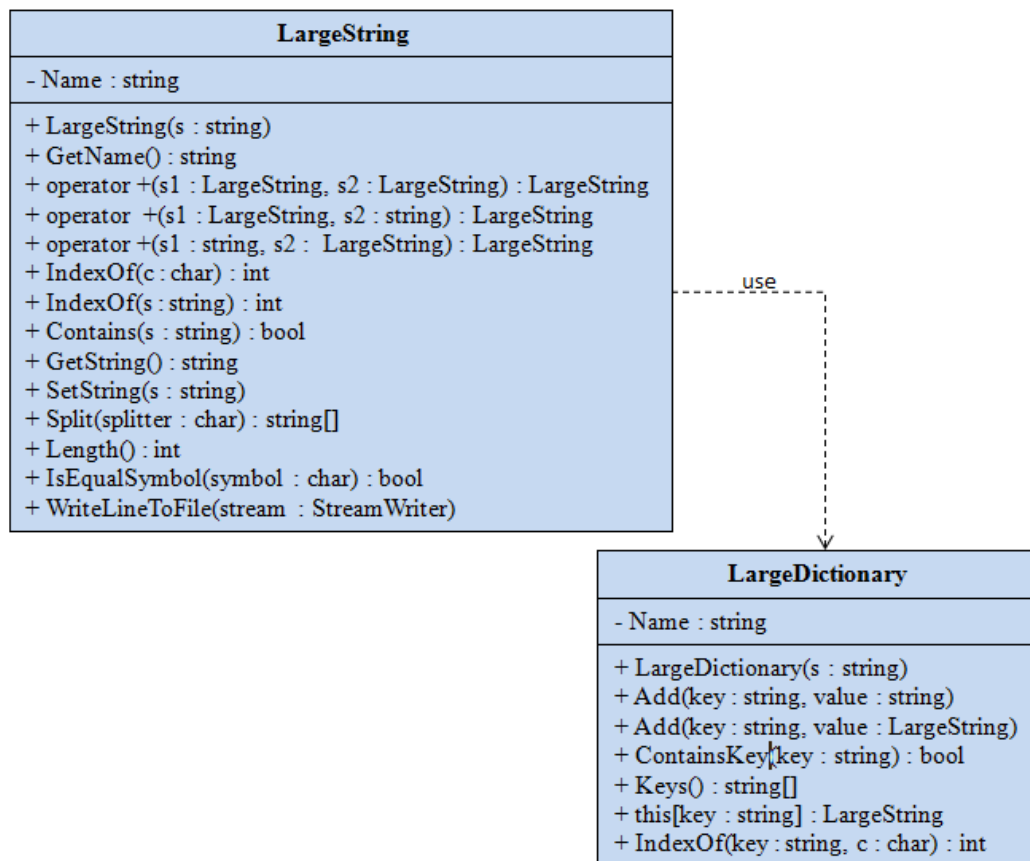 LargeString
- Name : string
+ LargeString(s : string)
+ GetName() : string
+ operator +(s1 : LargeString, s2 : LargeString) : LargeString
+ operator +(s1 : LargeString, s2 : string) : LargeString
+ operator +(s1 : string, s2 : LargeString) : LargeString
+ IndexOf(c : char) : int
+ IndexOf(s : string) : int
+ Contains(s : string) : bool
+ GetString() : string
+ SetString(s : string)
+ Split(splitter : char) : string[]
+ Length() : int
+ IsEqualSymbol(symbol : char) : bool
+ WriteLineToFile(stream : StreamWriter)
use
LargeDictionary
- Name : string
+ LargeDictionary(s : string)
+ Add(key : string, value : string)
+ Add(key : string, value : LargeString)
+ ContainsKey(key : string) : bool
+ Keys() : string[]
+ this[key : string] : LargeString
+ IndexOf(key : string, c : char) : int